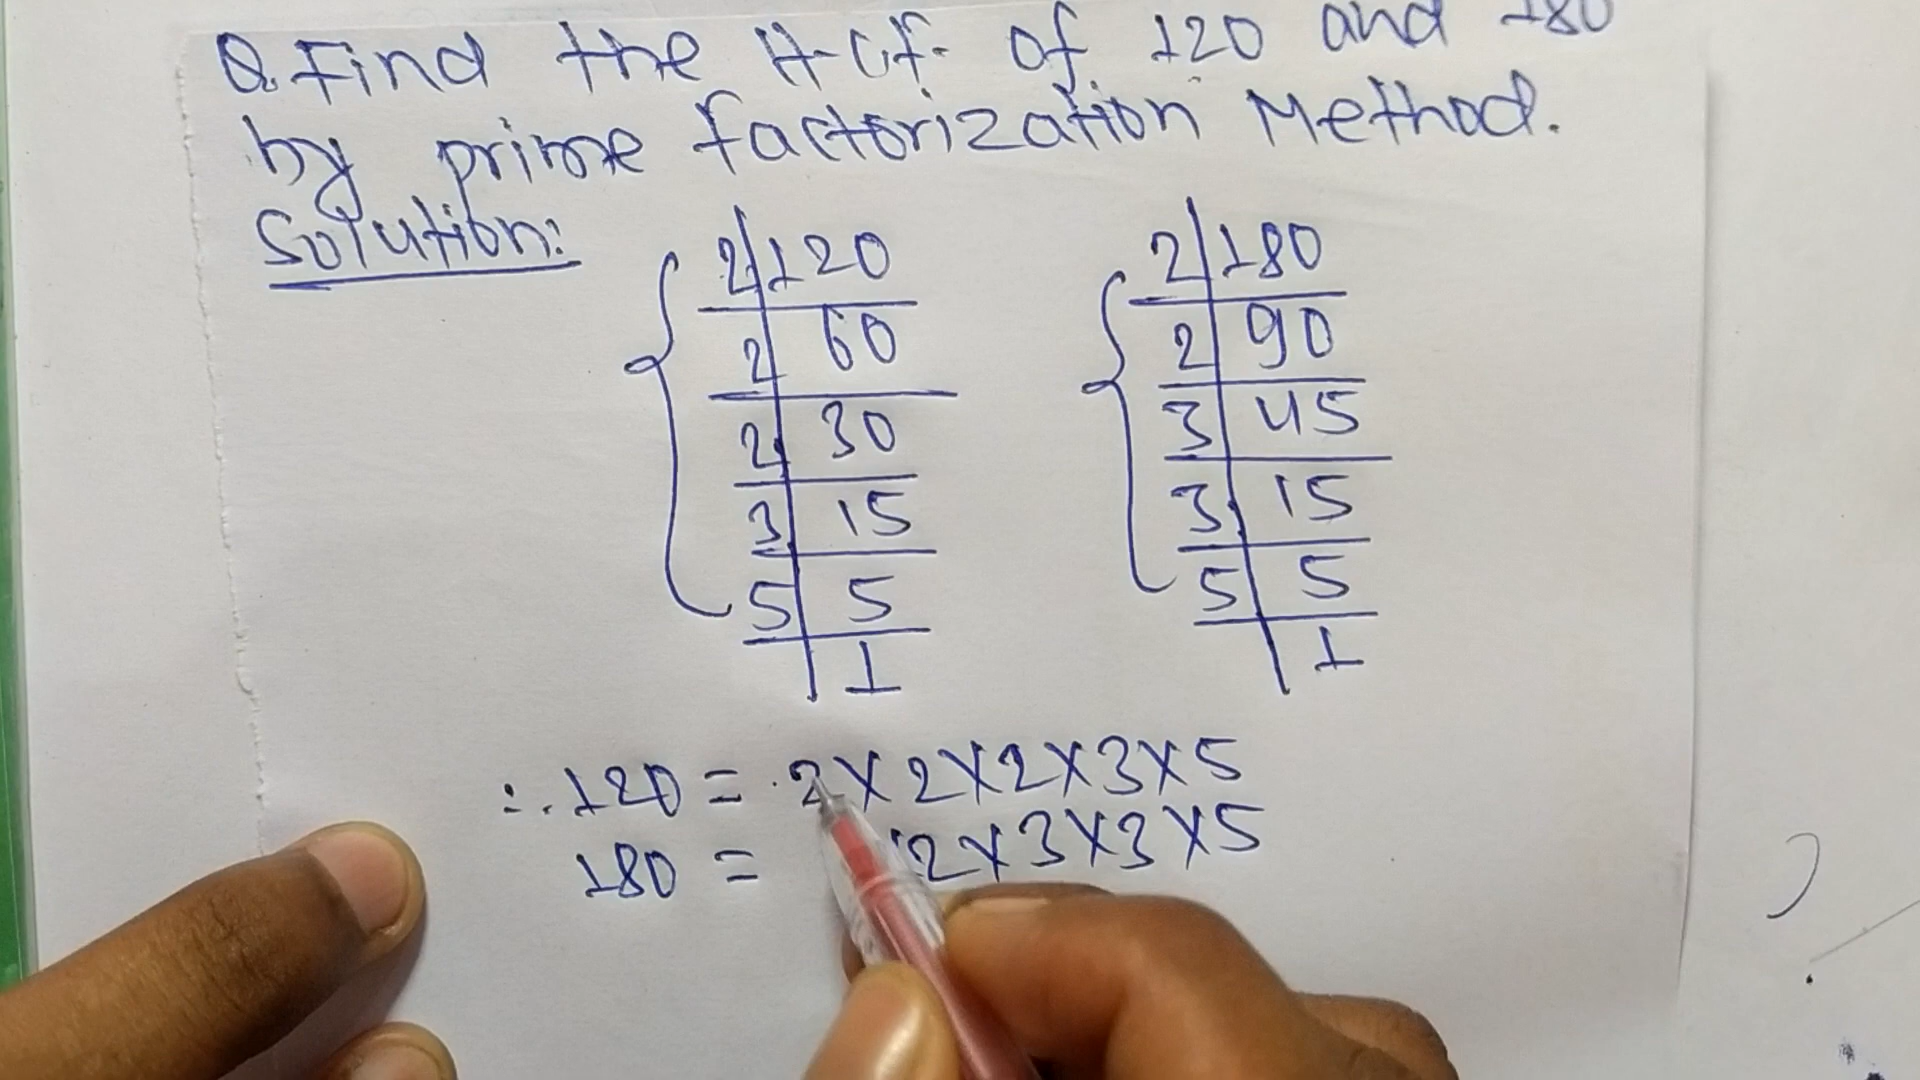 Q. Find the H.C.F. of 120 and 180
by prime factorization Method.
Solution:
2 120
2 60
2 30
3 15
5 5
1
2 180
2 90
3 45
3 15
5 5
1
∴ 120 = 2×2×2×3×5
180 = 2×3×3×5